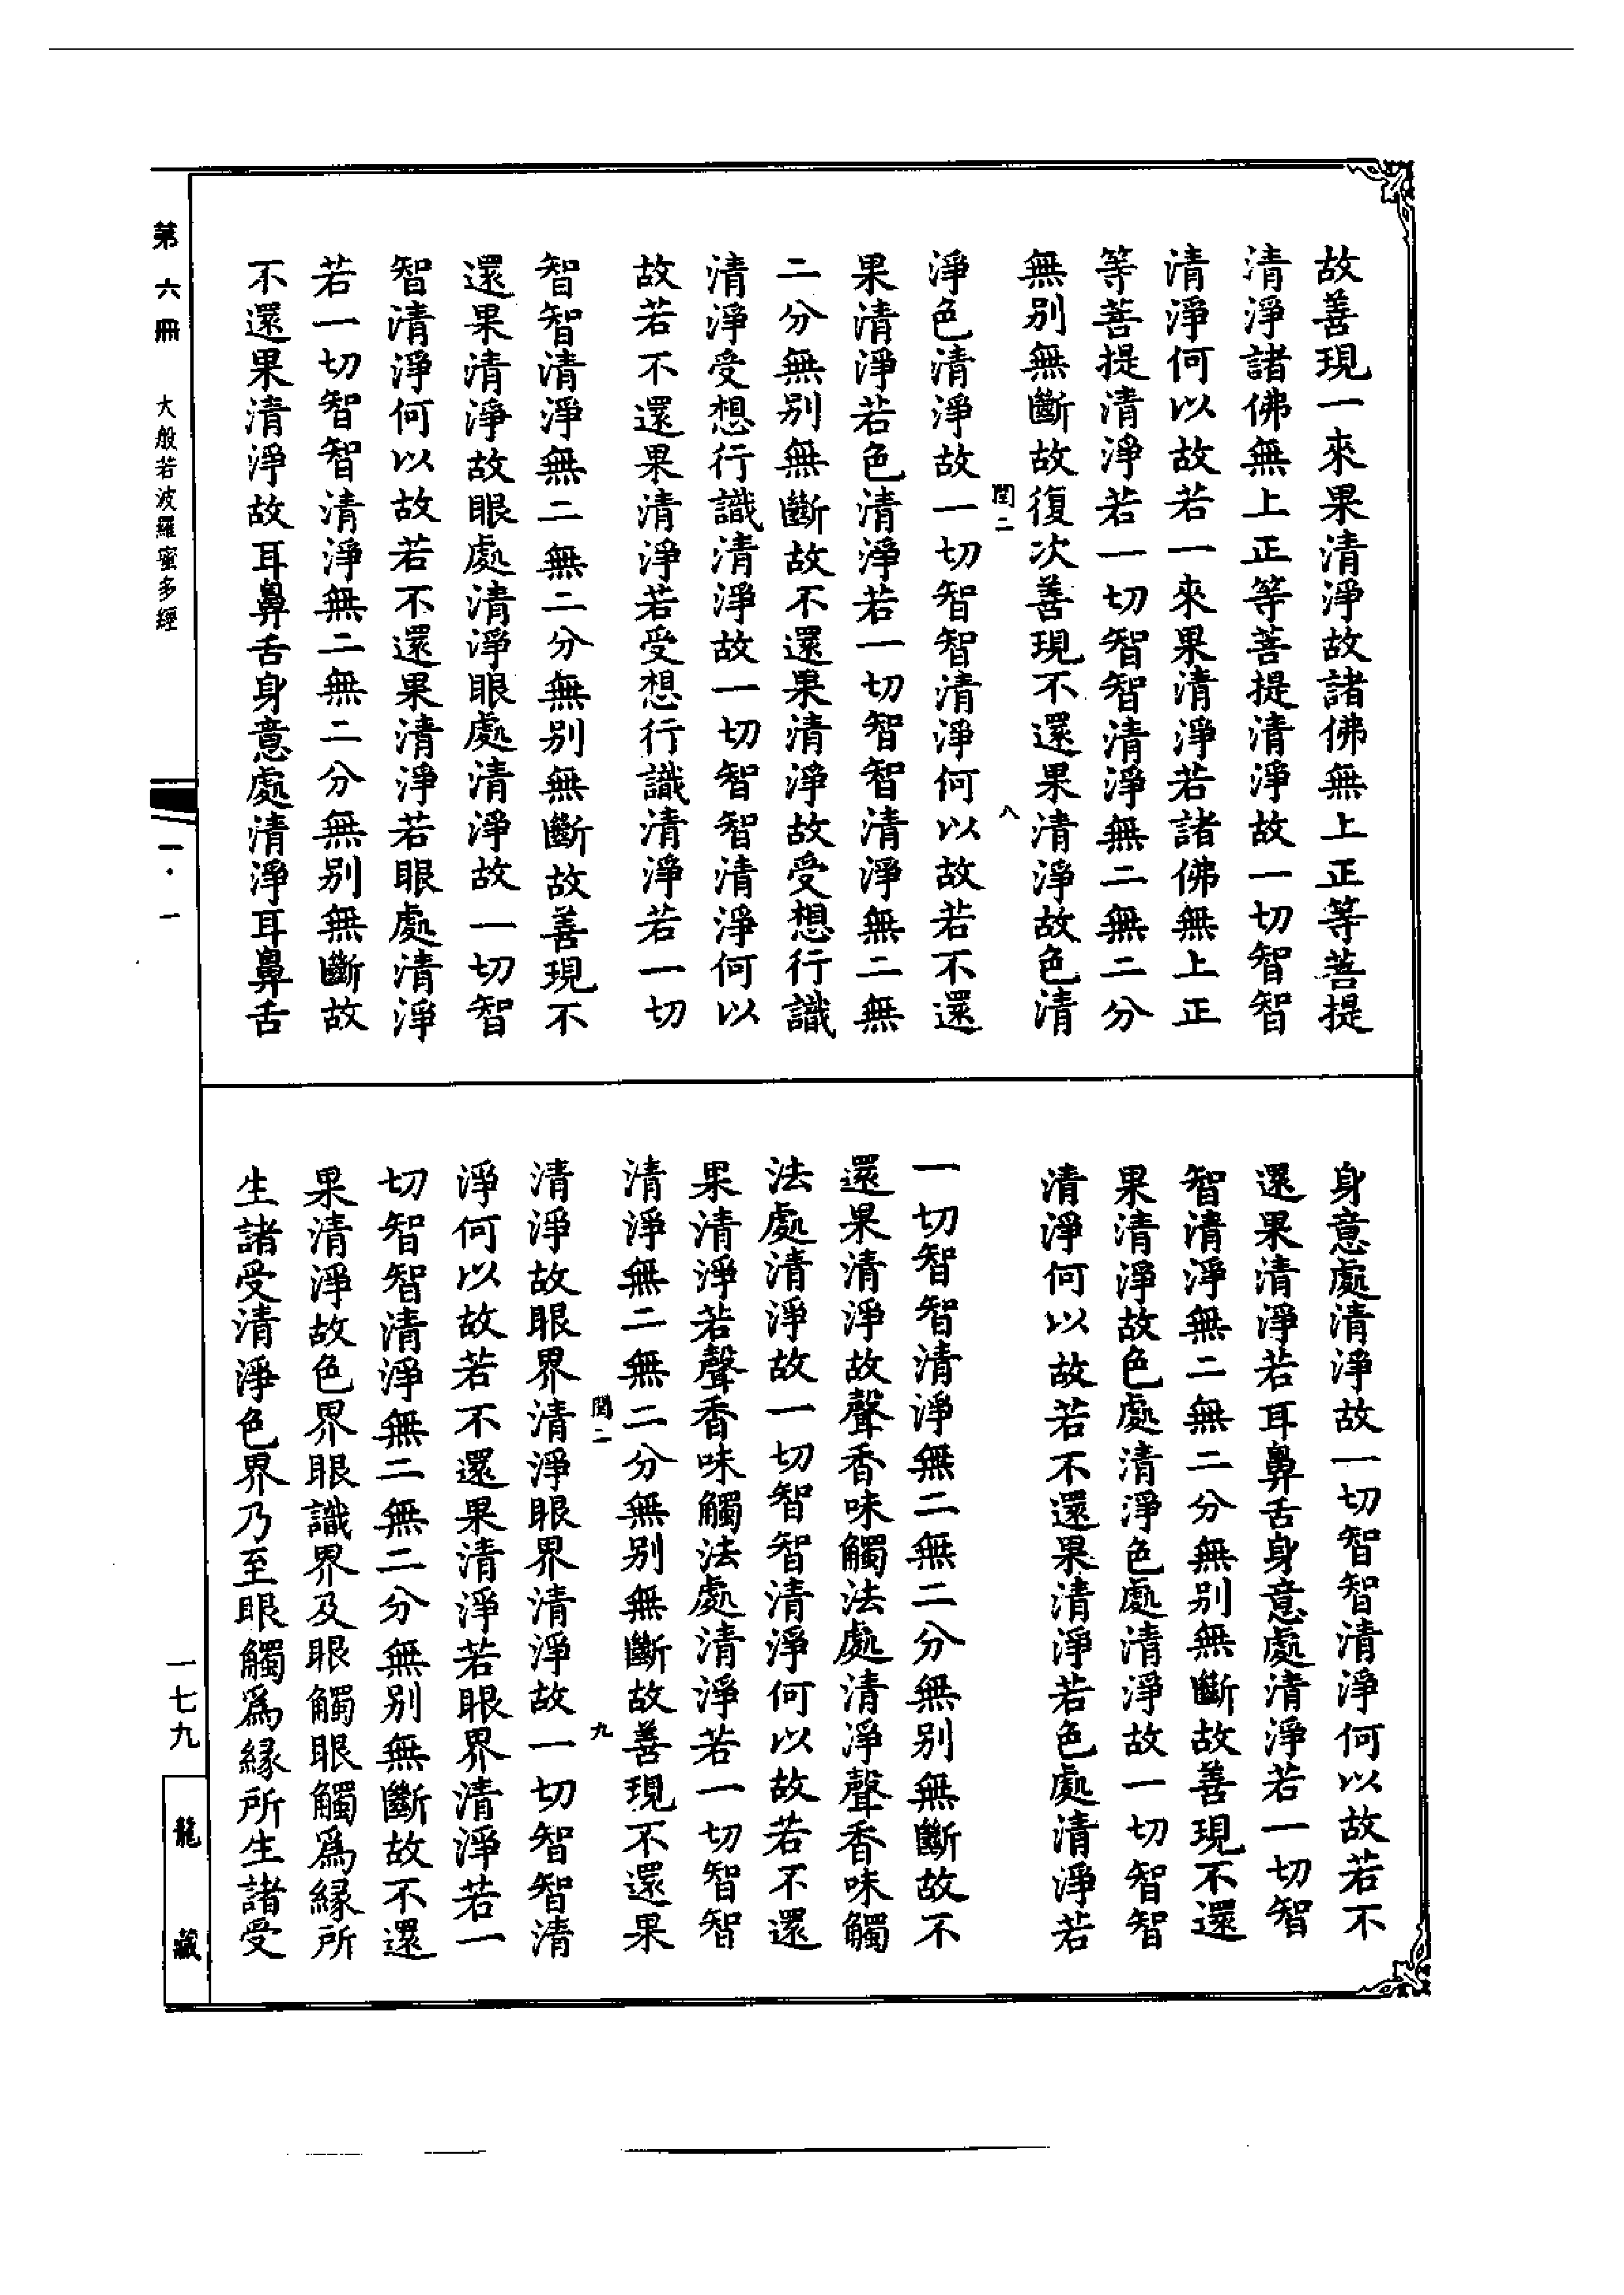 故善現一來果清淨故諸佛無上正等菩提
清淨諸佛無上正等菩提清淨故一切智智
清淨何以故若一來果清淨若諸佛無上正
等菩提清淨若一切智智清淨無二無二分
無別無斷故復次善現不還果清淨故色清
閏二 八
淨色清淨故一切智智清淨何以故若不還
果清淨若色清淨若一切智智清淨無二無
二分無別無斷故不還果清淨故受想行識
清淨受想行識清淨故一切智智清淨何以
故若不還果清淨若受想行識清淨若一切
智智清淨無二無二分無別無斷故善現不
還果清淨故眼處清淨眼處清淨故一切智
智清淨何以故若不還果清淨若眼處清淨
若一切智智清淨無二無二分無別無斷故
不還果清淨故耳鼻舌身意處清淨耳鼻舌
身意處清淨故一切智智清淨何以故若不
還果清淨若耳鼻舌身意處清淨若一切智
智清淨無二無二分無別無斷故善現不還
果清淨故色處清淨色處清淨故一切智智
清淨何以故若不還果清淨若色處清淨若
一切智智清淨無二無二分無別無斷故不
還果清淨故聲香味觸法處清淨聲香味觸
法處清淨故一切智智清淨何以故若不還
果清淨若聲香味觸法處清淨若一切智智
清淨無二無二分無別無斷故善現不還果
閏二 九
清淨故眼界清淨眼界清淨故一切智智清
淨何以故若不還果清淨若眼界清淨若一
切智智清淨無二無二分無別無斷故不還
果清淨故色界眼識界及眼觸眼觸爲緣所
生諸受清淨色界乃至眼觸爲緣所生諸受
第六冊 大般若波羅蜜多經 一·一 一七九 龍藏